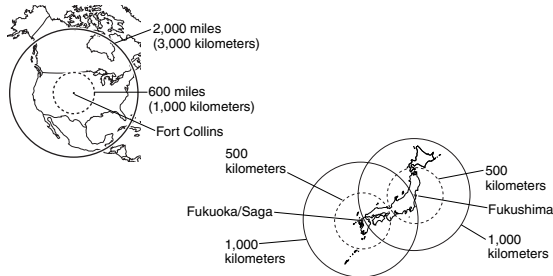 2,000 miles
(3,000 kilometers)
600 miles
(1,000 kilometers)
Fort Collins
500
kilometers
Fukuoka/Saga
1,000
kilometers
500
kilometers
Fukushima
1,000
kilometers